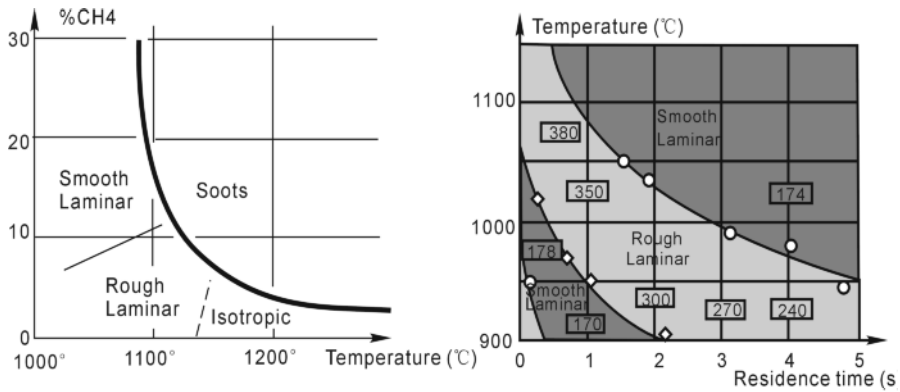 %CH4
30
20
10
0
Smooth
Laminar
Soots
Rough
Laminar
Isotropic
1000°
1100°
1200°
Temperature (℃)
Temperature (℃)
1100
1000
900
Smooth
Laminar
380
350
174
178
Rough
Laminar
Smooth
Laminar
170
300
270
240
0
1
2
3
4
5
Residence time (s